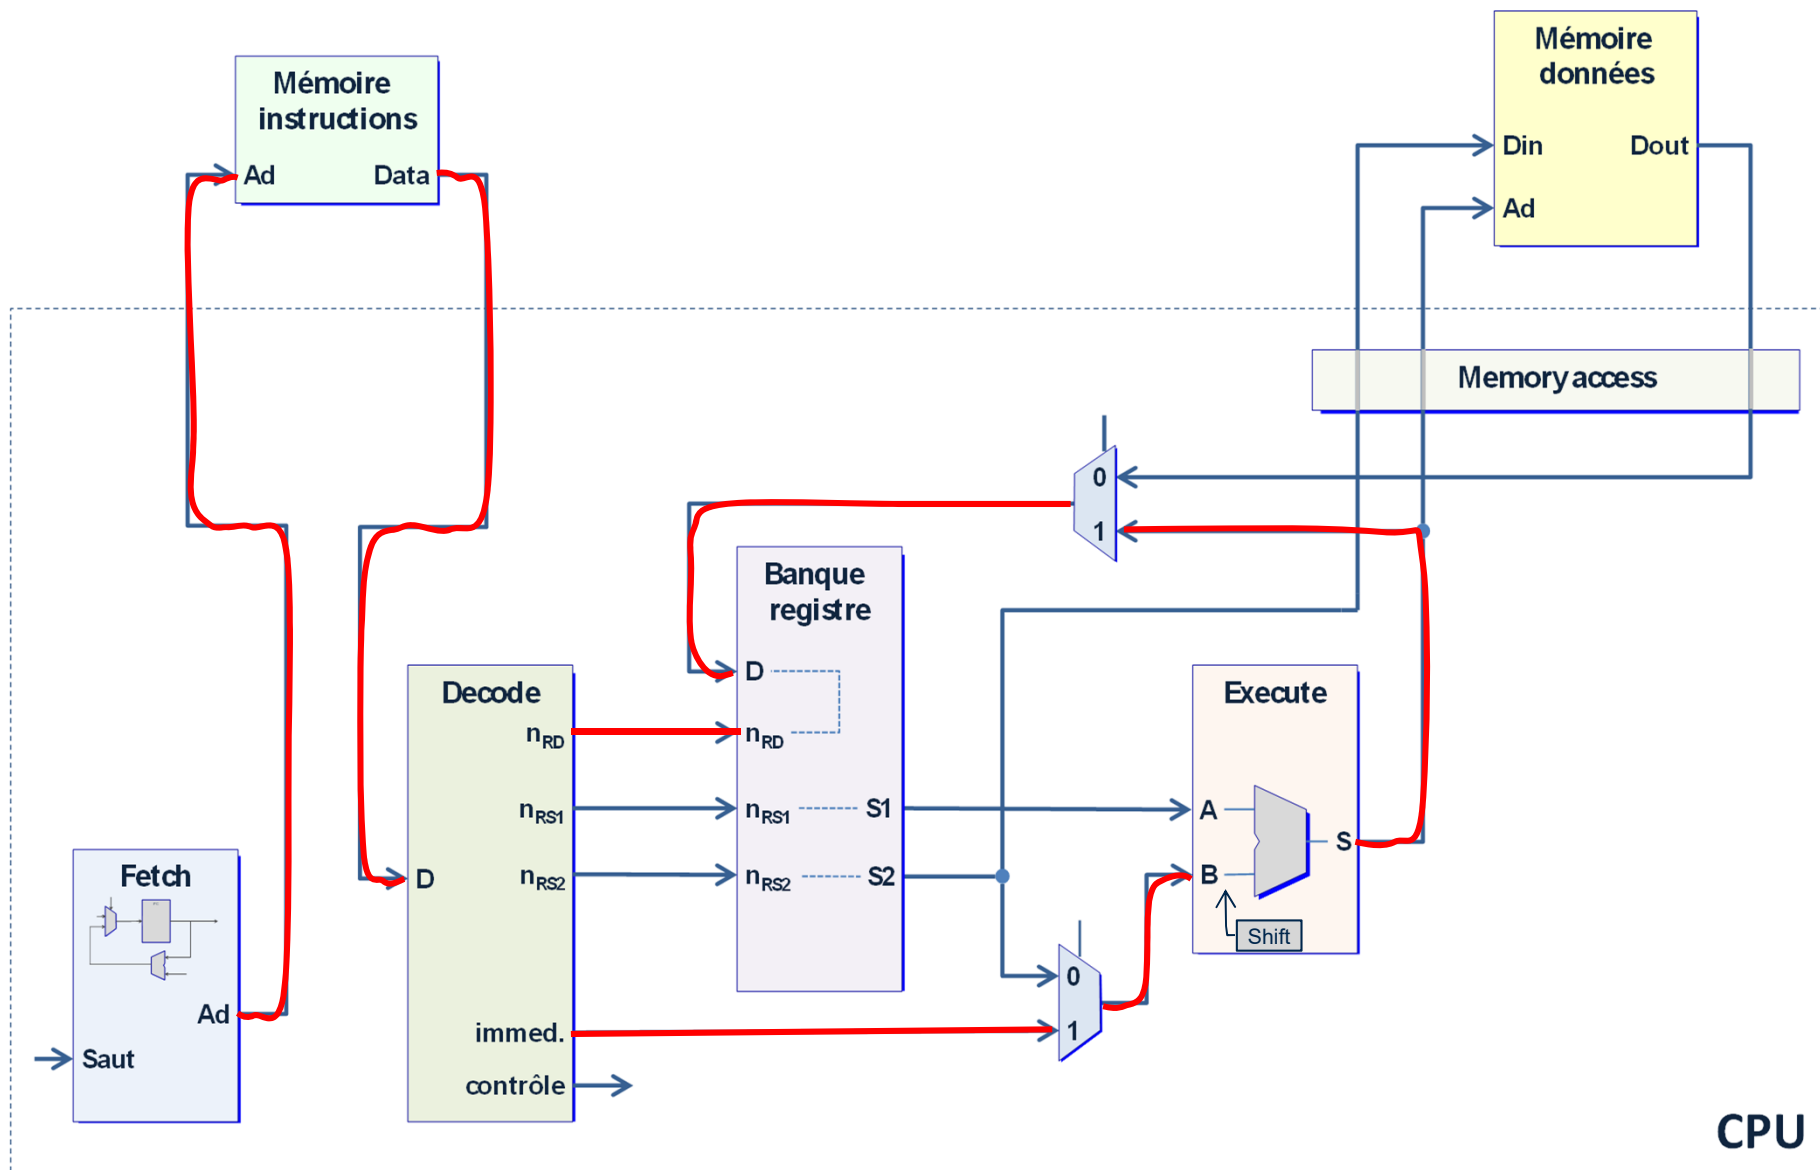 Mémoire
instructions
Ad
Data
Mémoire
données
Din
Dout
Ad
Memory access
0
1
Banque
registre
D
nRD
nRS1
S1
nRS2
S2
Decode
nRD
nRS1
nRS2
D
immed.
contrôle
Execute
A
S
B
Shift
0
1
Fetch
Ad
Saut
CPU